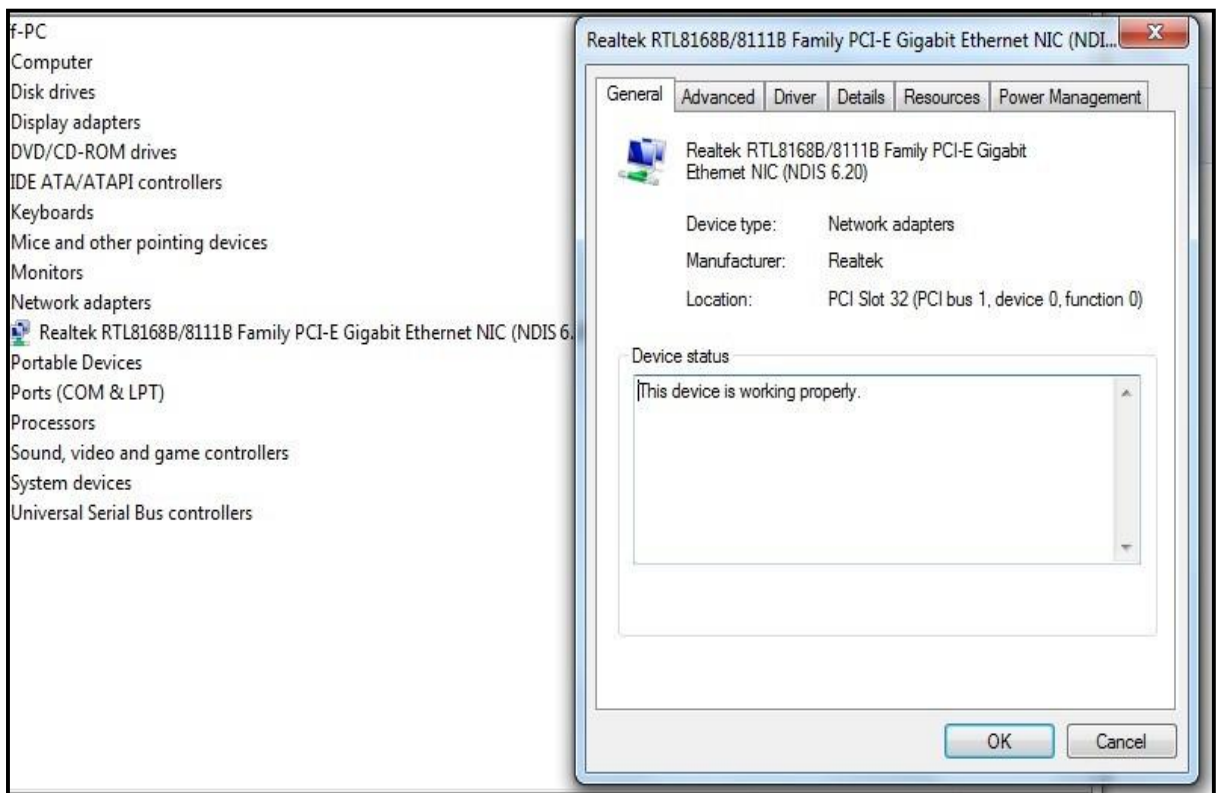 f-PC
Computer
Disk drives
Display adapters
DVD/CD-ROM drives
IDE ATA/ATAPI controllers
Keyboards
Mice and other pointing devices
Monitors
Network adapters
Realtek RTL8168B/8111B Family PCI-E Gigabit Ethernet NIC (NDIS 6.
Portable Devices
Ports (COM & LPT)
Processors
Sound, video and game controllers
System devices
Universal Serial Bus controllers
Realtek RTL8168B/8111B Family PCI-E Gigabit Ethernet NIC (NDI...
General Advanced Driver Details Resources Power Management
Realtek RTL8168B/8111B Family PCI-E Gigabit
Ethernet NIC (NDIS 6.20)
Device type: Network adapters
Manufacturer: Realtek
Location: PCI Slot 32 (PCI bus 1, device 0, function 0)
Device status
This device is working properly.
OK Cancel